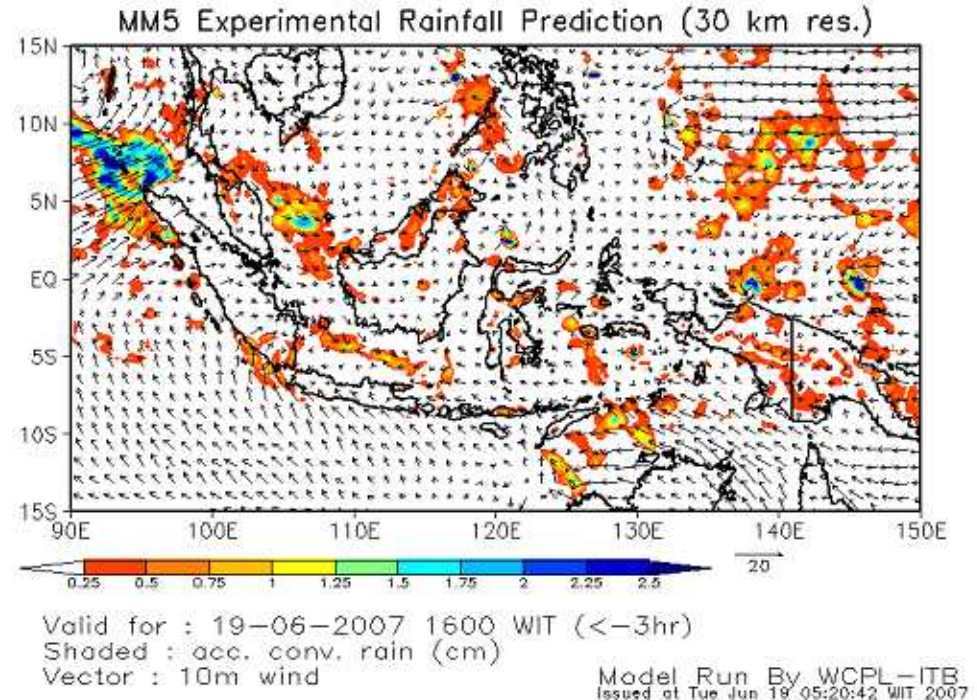 MM5 Experimental Rainfall Prediction (30 km res.)
15N
10N
5N
EQ
5S
10S
15S
90E 100E 110E 120E 130E 140E 150E
0.25 0.5 0.75 1 1.25 1.5 1.75 2 2.25 2.5
20
Valid for : 19-06-2007 1600 WIT (<-3hr)
Shaded : acc. conv. rain (cm)
Vector : 10m wind
Model Run By WCPL-ITB
Issued at Tue Jun 19 05:20:42 WIT 2007